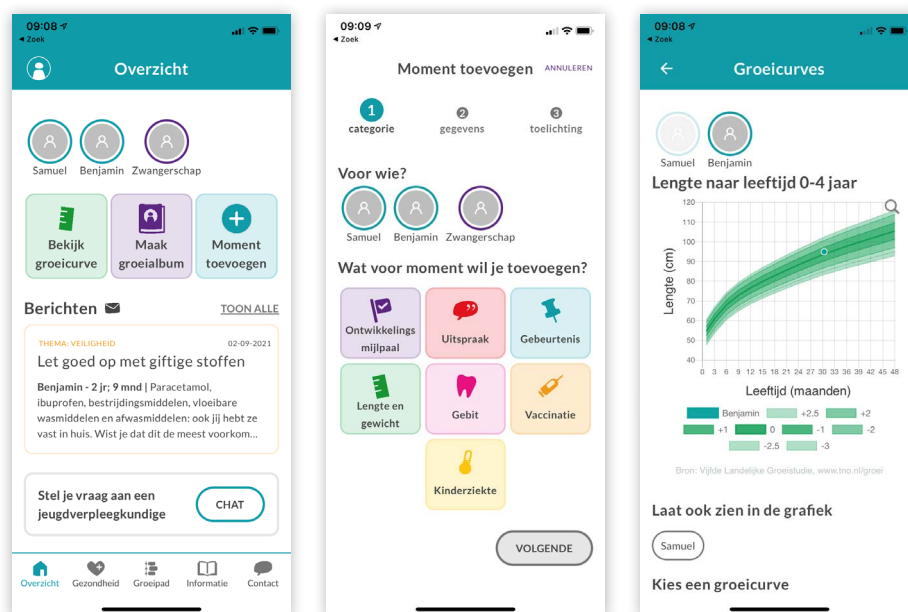 09:08
◀ Zoek
Overzicht
Samuel
Benjamin
Zwangerschap
Bekijk
groeicurve
Maak
groeialbum
Moment
toevoegen
Berichten
TOON ALLE
THEMA: VEILIGHEID
02-09-2021
Let goed op met giftige stoffen
Benjamin - 2 jr; 9 mnd | Paracetamol,
ibuprofen, bestrijdingsmiddelen, vloeibare
wasmiddelen en afwasmiddelen: ook jij hebt ze
vast in huis. Wist je dat dit de meest voorkom...
Stel je vraag aan een
jeugdverpleegkundige
CHAT
Overzicht
Gezondheid
Groeipad
Informatie
Contact
09:09
◀ Zoek
Moment toevoegen
ANNULEREN
1
categorie
2
gegevens
3
toelichting
Voor wie?
Samuel
Benjamin
Zwangerschap
Wat voor moment wil je toevoegen?
Ontwikkelings
mijlpaal
Uitspraak
Gebeurtenis
Lengte en
gewicht
Gebit
Vaccinatie
Kinderziekte
VOLGENDE
09:08
◀ Zoek
Groeicurves
Samuel
Benjamin
Lengte naar leeftijd 0-4 jaar
Lengte (cm)
120
110
100
90
80
70
60
50
40
0 3 6 9 12 15 18 21 24 27 30 33 36 39 42 45 48
Leeftijd (maanden)
Benjamin +2.5 +2
+1 0 -1 -2
-2.5 -3
Bron: Vijfde Landelijke Groeistudie, www.tno.nl/groei
Laat ook zien in de grafiek
Samuel
Kies een groeicurve